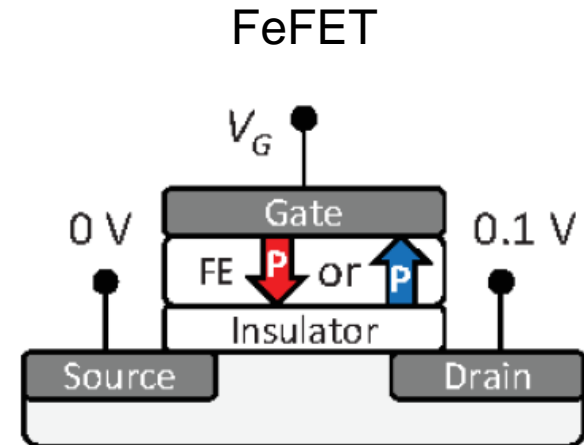 FeFET
V_G
0 V
Gate
0.1 V
FE P or P
Insulator
Source
Drain